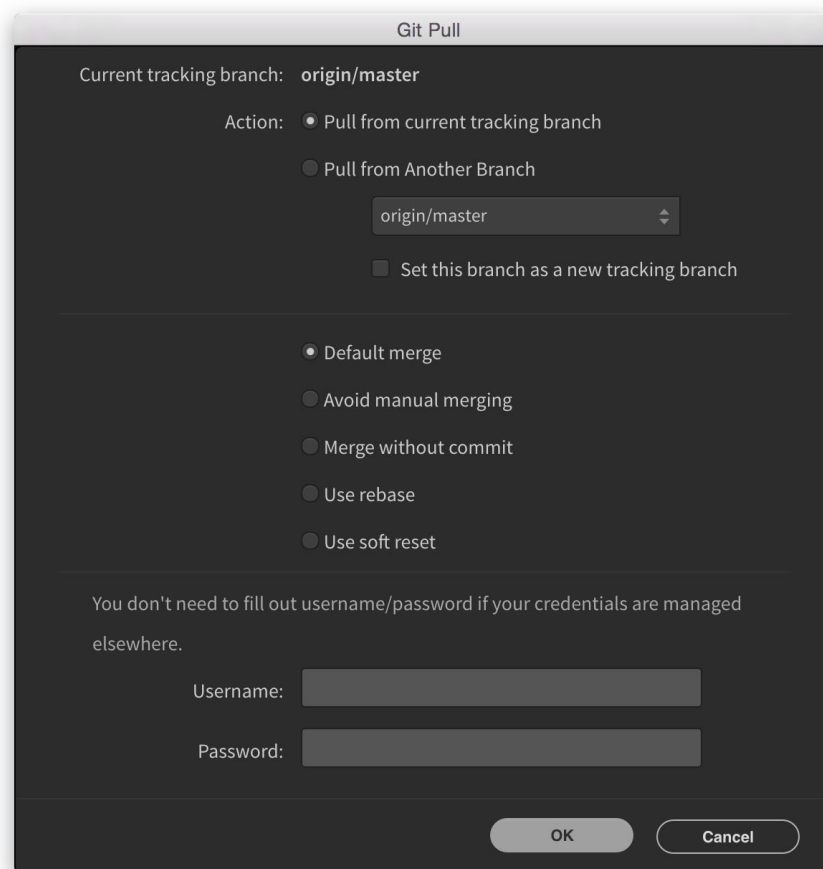 Git Pull
Current tracking branch: origin/master
Action: Pull from current tracking branch
Pull from Another Branch
origin/master
Set this branch as a new tracking branch
Default merge
Avoid manual merging
Merge without commit
Use rebase
Use soft reset
You don't need to fill out username/password if your credentials are managed
elsewhere.
Username:
Password:
OK Cancel